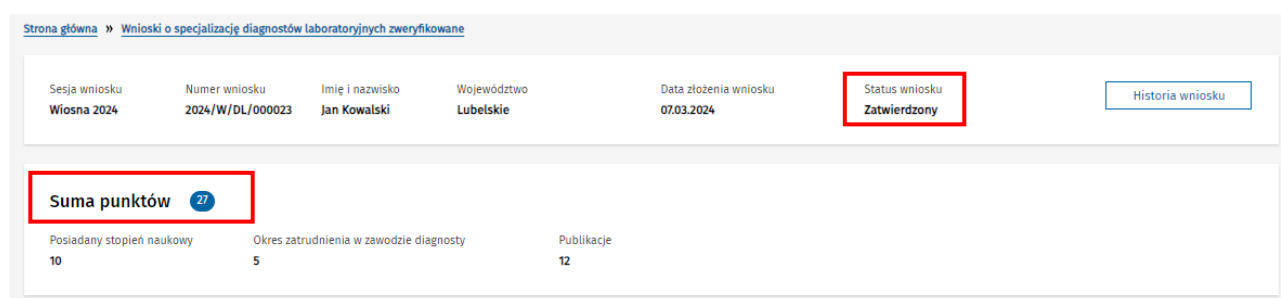 Strona główna » Wnioski o specjalizację diagnostów laboratoryjnych zweryfikowane
Sesja wniosku Numer wniosku Imię i nazwisko Województwo Data złożenia wniosku Status wniosku
Wiosna 2024 2024/W/DL/000023 Jan Kowalski Lubelskie 07.03.2024 Zatwierdzony
Historia wniosku
Suma punktów 27
Posiadany stopień naukowy Okres zatrudnienia w zawodzie diagnosty Publikacje
10 5 12